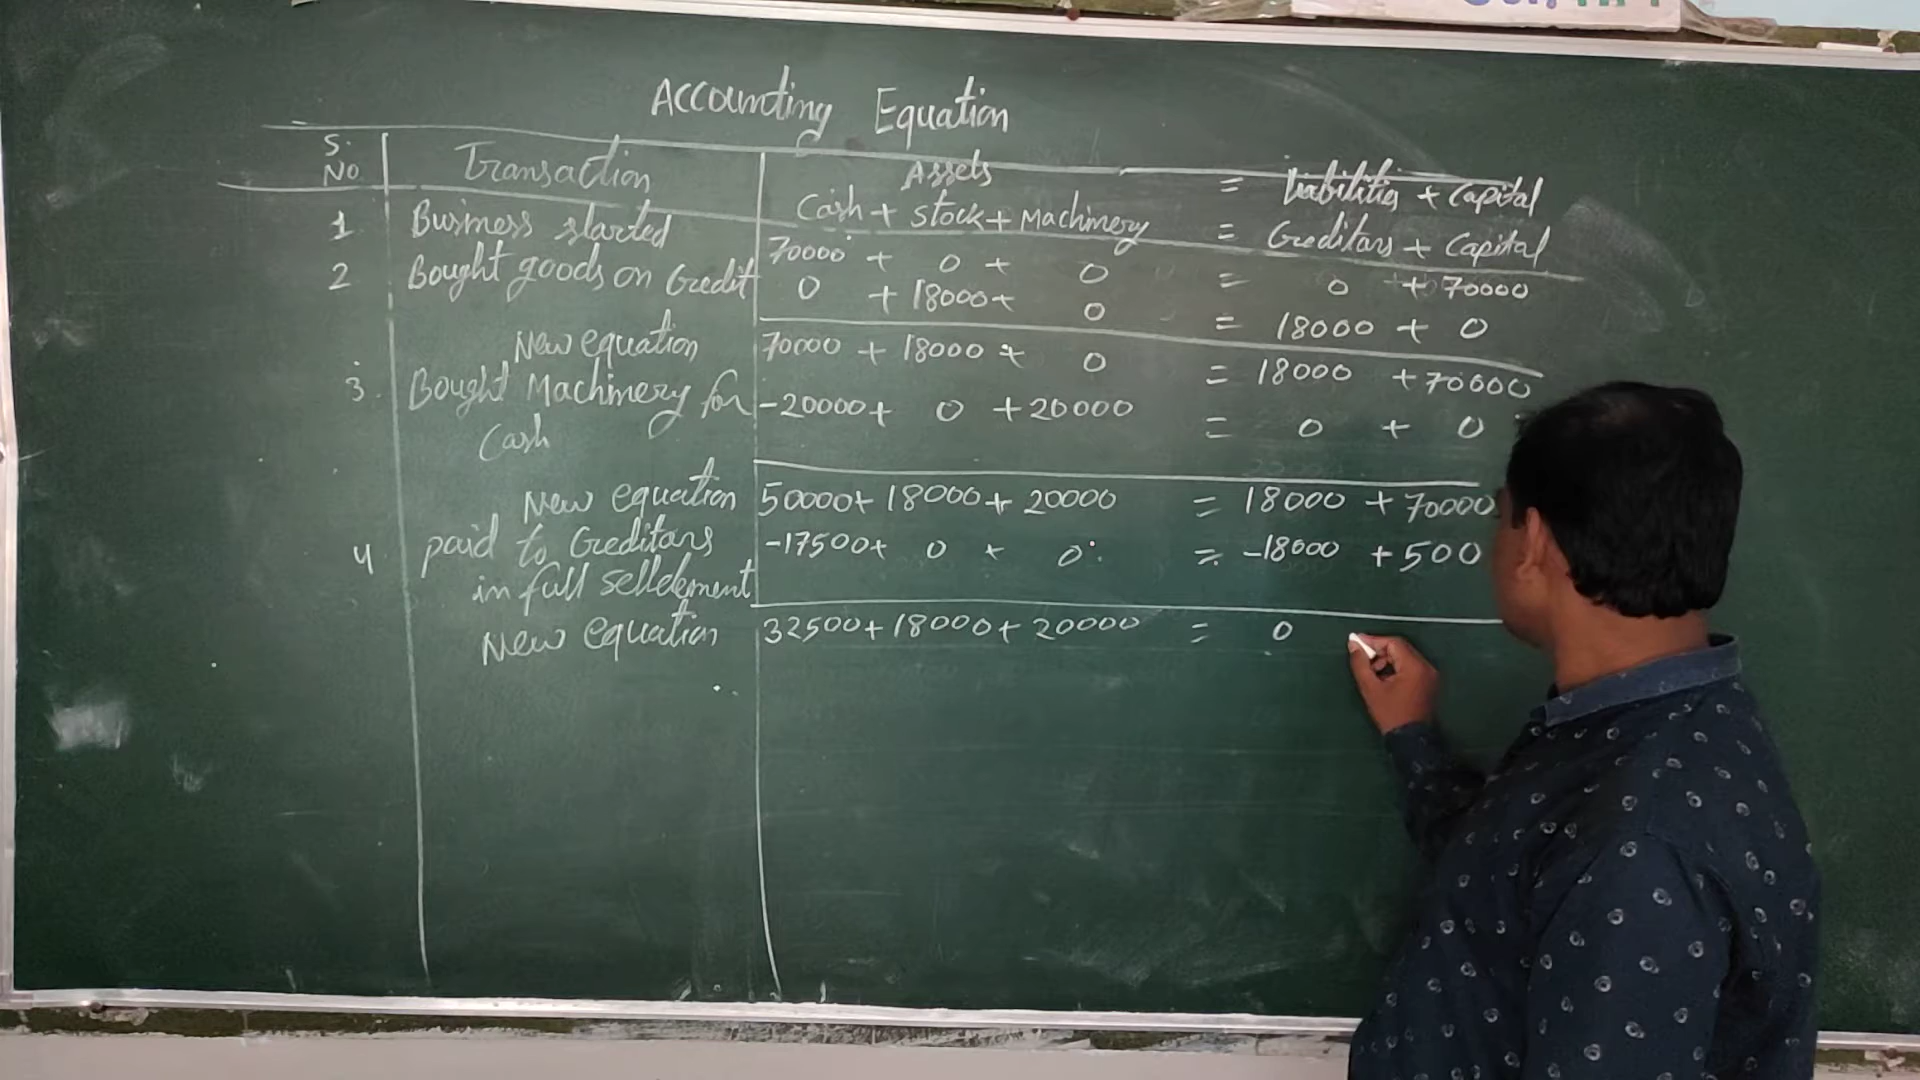 Accounting Equation
S. No Transaction Assets = Liabilities + Capital
Cash + Stock + Machinery = Creditars + Capital
1 Business started 70000 + 0 + 0 = 0 + 70000
2 Bought goods on Credit 0 + 18000 + 0 = 18000 + 0
New equation 70000 + 18000 + 0 = 18000 + 70000
3. Bought Machinery for -20000 + 0 + 20000 = 0 + 0
Cash
New equation 50000 + 18000 + 20000 = 18000 + 70000
4 paid to Creditars -17500 + 0 + 0 = -18000 + 500
in full settlement
New equation 32500 + 18000 + 20000 = 0